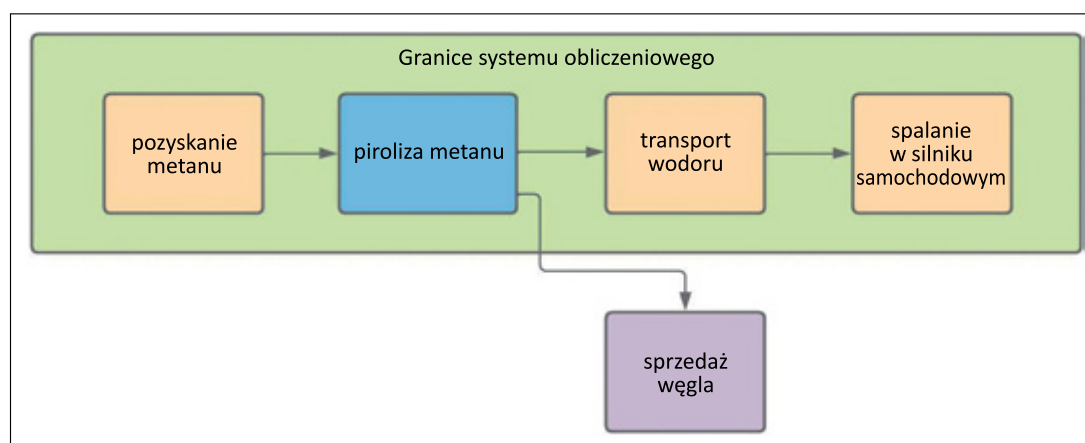 Granice systemu obliczeniowego
pozyskanie
metanu
piroliza metanu
transport
wodoru
spalanie
w silniku
samochodowym
sprzedaż
węgla